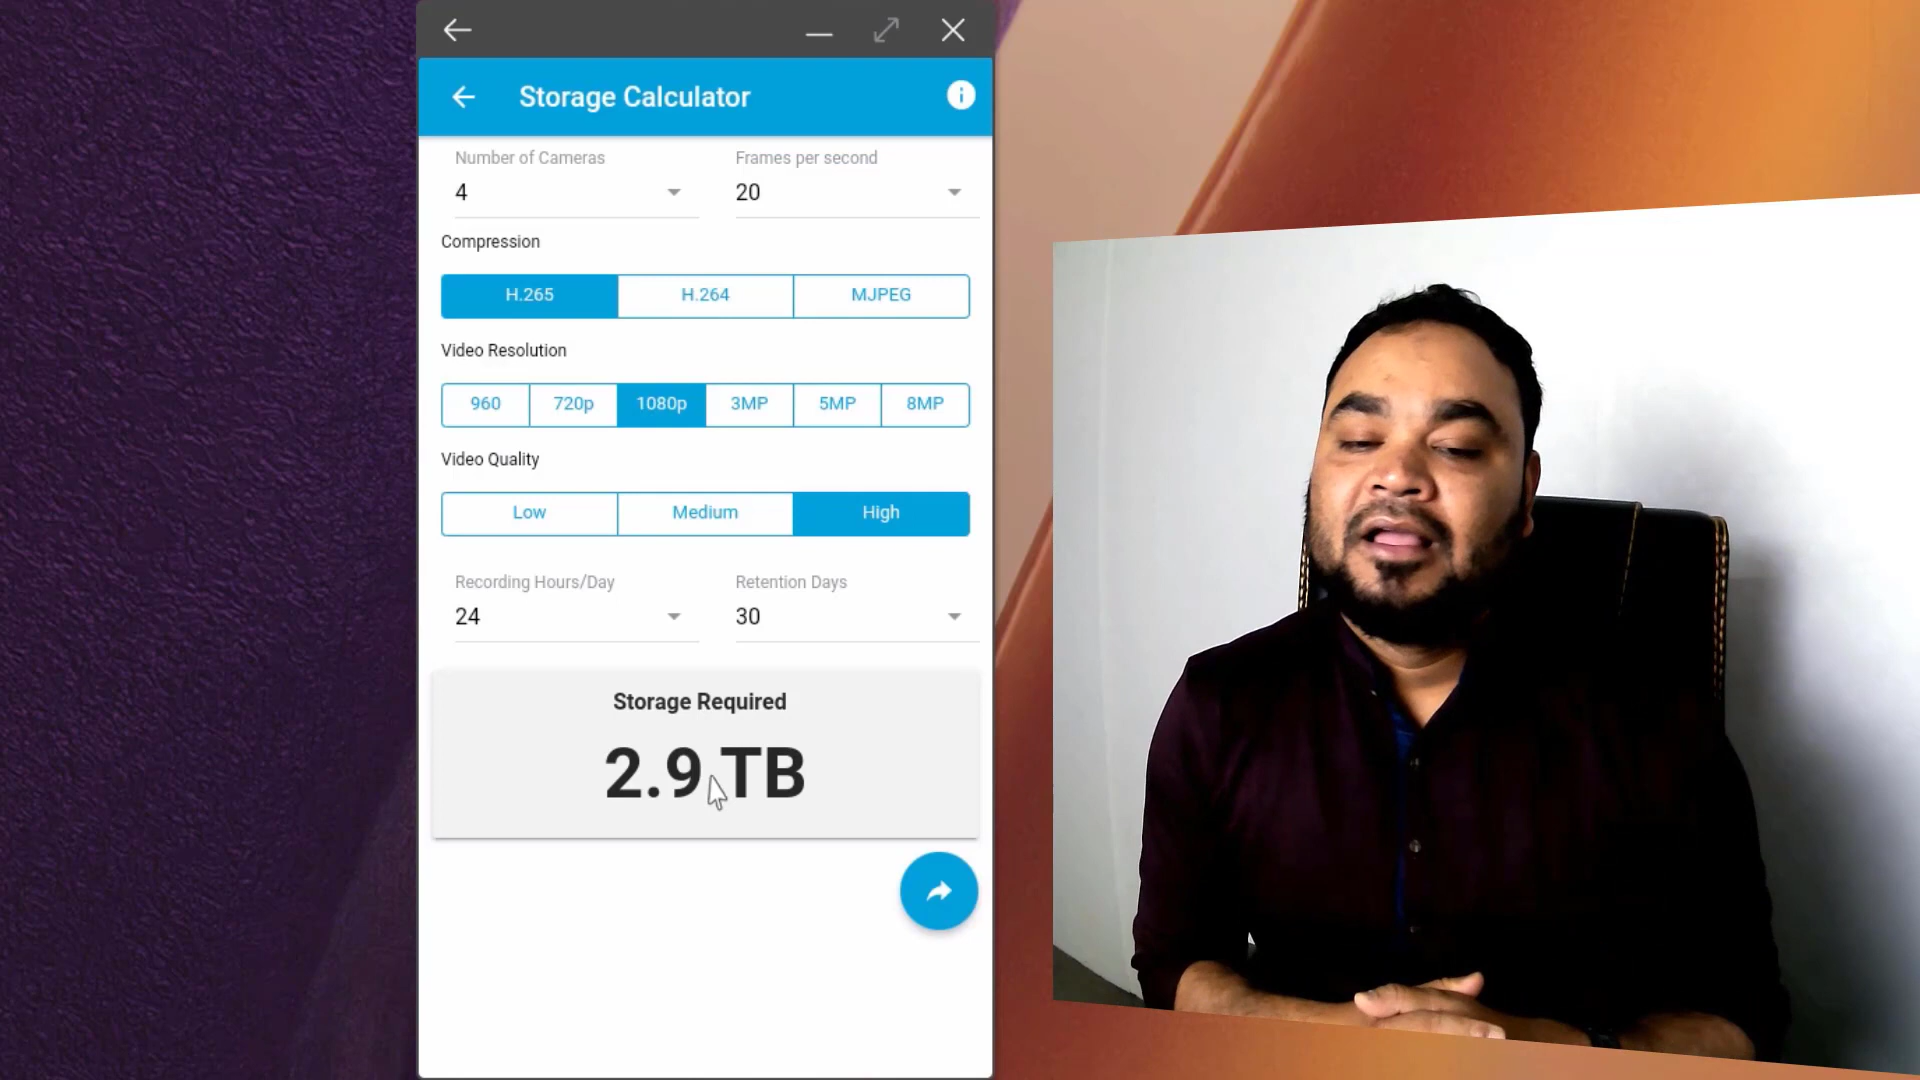 Storage Calculator
Number of Cameras
Frames per second
4
20
Compression
H.265
H.264
MJPEG
Video Resolution
960
720p
1080p
3MP
5MP
8MP
Video Quality
Low
Medium
High
Recording Hours/Day
Retention Days
24
30
Storage Required
2.9 TB